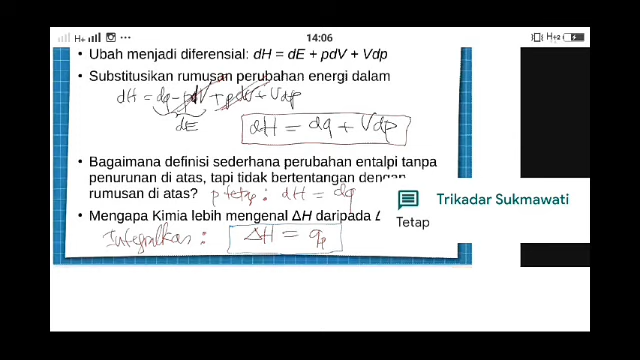 H+ 14:06 H+2
• Ubah menjadi diferensial: dH = dE + pdV + Vdp
• Substitusikan rumusan perubahan energi dalam
dH = dq - pdV + pdV + Vdp
dE
dH = dq + Vdp
• Bagaimana definisi sederhana perubahan entalpi tanpa
penurunan di atas, tapi tidak bertentangan dengan
rumusan di atas? p tetap : dH = dq
• Mengapa Kimia lebih mengenal ΔH daripada
Integralkan : ΔH = qp
Trikadar Sukmawati
Tetap